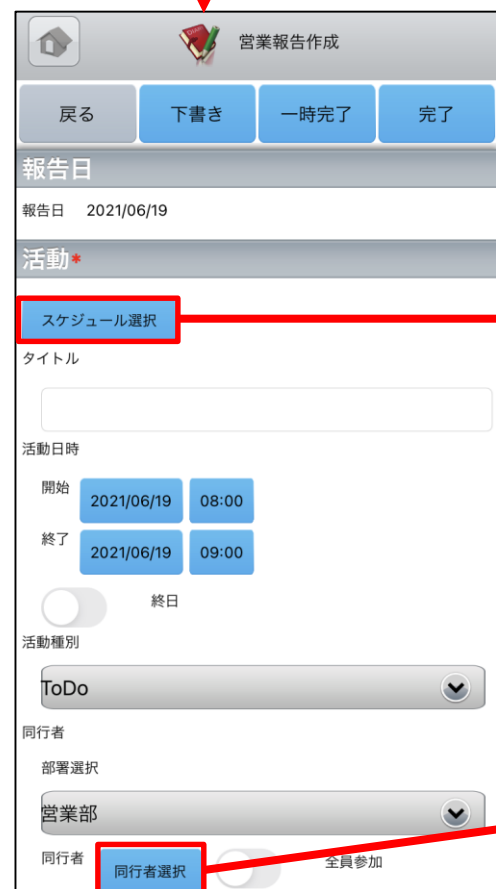 営業報告作成
戻る 下書き 一時完了 完了
報告日
報告日 2021/06/19
活動*
スケジュール選択
タイトル
活動日時
開始 2021/06/19 08:00
終了 2021/06/19 09:00
終日
活動種別
ToDo
同行者
部署選択
営業部
同行者 同行者選択 全員参加